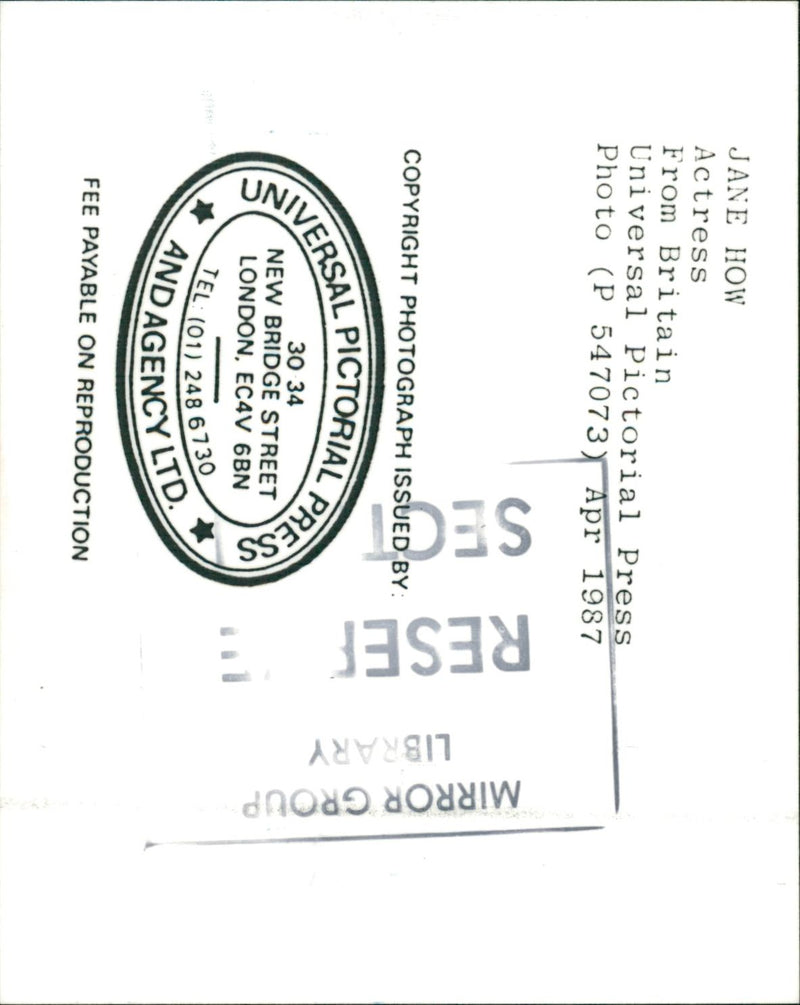 JANE HOW
Actress
From Britain
Universal Pictorial Press
Photo (P 547073) Apr 1987
COPYRIGHT PHOTOGRAPH ISSUED BY:
UNIVERSAL PICTORIAL PRESS
30-34
NEW BRIDGE STREET
LONDON, EC4V 6BN
TEL: (01) 248 6730
AND AGENCY LTD.
FEE PAYABLE ON REPRODUCTION
MIRROR GROUP
LIBRARY
SECT